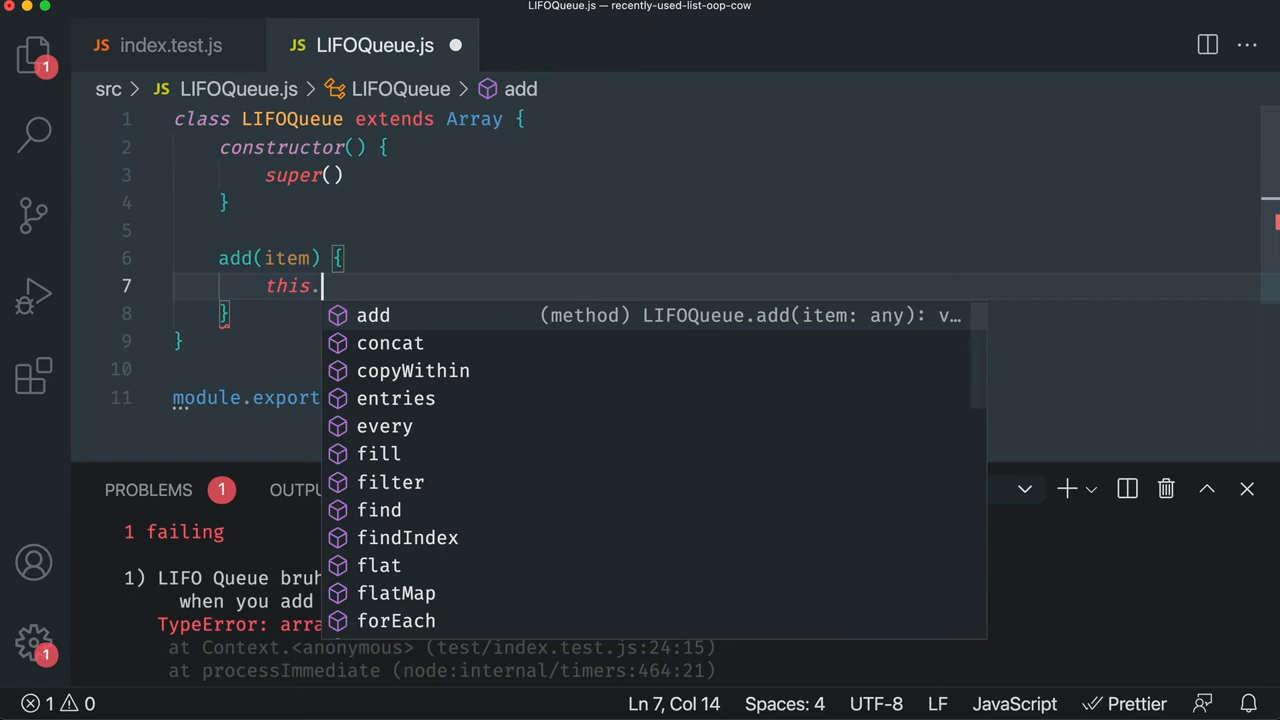 LIFOQueue.js — recently-used-list-oop-cow
JS index.test.js
JS LIFOQueue.js
1
src > JS LIFOQueue.js > LIFOQueue > add
1 class LIFOQueue extends Array {
2 constructor() {
3 super()
4 }
5
6 add(item) {
7 this.
8 }
9 }
10
11 module.export
add (method) LIFOQueue.add(item: any): v…
concat
copyWithin
entries
every
fill
filter
find
findIndex
flat
flatMap
forEach
PROBLEMS 1 OUTPU
1 failing
1) LIFO Queue bruh
when you add
TypeError: arra
at Context.<anonymous> (test/index.test.js:24:15)
at processImmediate (node:internal/timers:464:21)
1
1 0 Ln 7, Col 14 Spaces: 4 UTF-8 LF JavaScript Prettier